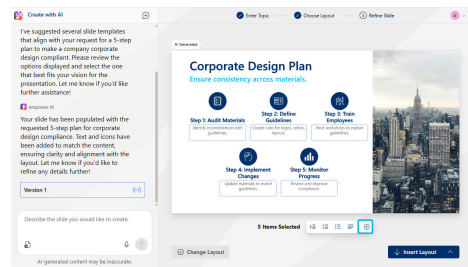 Create with AI
Enter Topic
Choose Layout
3 Refine Slide
I've suggested several slide templates
that align with your request for a 5-step
plan to make a company corporate
design compliant. Please review the
options displayed and select the one
that best fits your vision for the
presentation. Let me know if you'd like
further assistance!
empower AI
Your slide has been populated with the
requested 5-step plan for corporate
design compliance. Text and icons have
been added to match the content,
ensuring clarity and alignment with the
layout. Let me know if you'd like to
refine any details further!
Version 1
Describe the slide you would like to create.
AI-generated content may be inaccurate.
AI Generated
Corporate Design Plan
Ensure consistency across materials.
Step 1: Audit Materials
Identify inconsistencies with
guidelines.
Step 2: Define
Guidelines
Create rules for logos, colors,
layouts.
Step 3: Train
Employees
Host workshops to explain
guidelines.
Step 4: Implement
Changes
Update materials to match
guidelines.
Step 5: Monitor
Progress
Review and improve
compliance.
5 Items Selected
Change Layout
Insert Layout